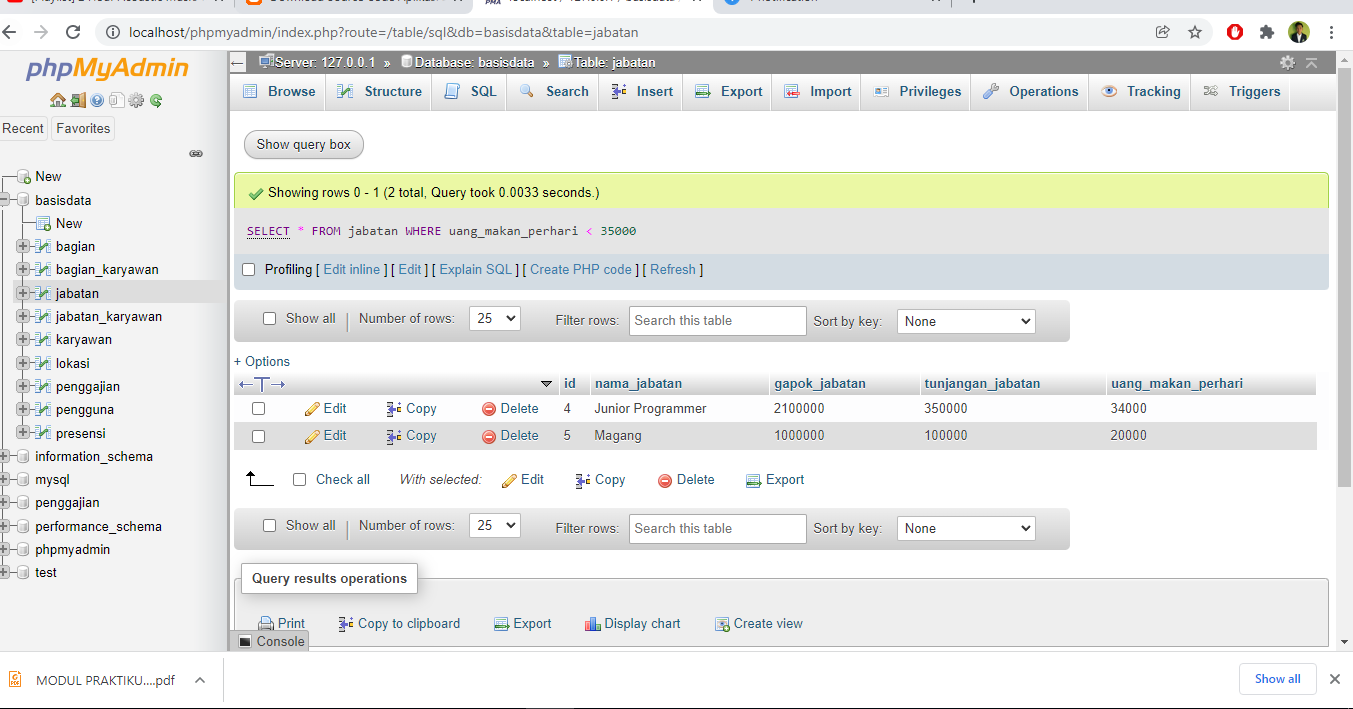 localhost/phpmyadmin/index.php?route=/table/sql&db=basisdata&table=jabatan
phpMyAdmin
Recent Favorites
New
basisdata
New
bagian
bagian_karyawan
jabatan
jabatan_karyawan
karyawan
lokasi
penggajian
pengguna
presensi
information_schema
mysql
penggajian
performance_schema
phpmyadmin
test
Server: 127.0.0.1 » Database: basisdata » Table: jabatan
Browse Structure SQL Search Insert Export Import Privileges Operations Tracking Triggers
Show query box
Showing rows 0 - 1 (2 total, Query took 0.0033 seconds.)
SELECT * FROM jabatan WHERE uang_makan_perhari < 35000
Profiling [ Edit inline ] [ Edit ] [ Explain SQL ] [ Create PHP code ] [ Refresh ]
Show all | Number of rows: 25 Filter rows: Search this table Sort by key: None
+ Options
←T→ id nama_jabatan gapok_jabatan tunjangan_jabatan uang_makan_perhari
Edit Copy Delete 4 Junior Programmer 2100000 350000 34000
Edit Copy Delete 5 Magang 1000000 100000 20000
Check all With selected: Edit Copy Delete Export
Show all | Number of rows: 25 Filter rows: Search this table Sort by key: None
Query results operations
Print Copy to clipboard Export Display chart Create view
Console
MODUL PRAKTIKU....pdf Show all